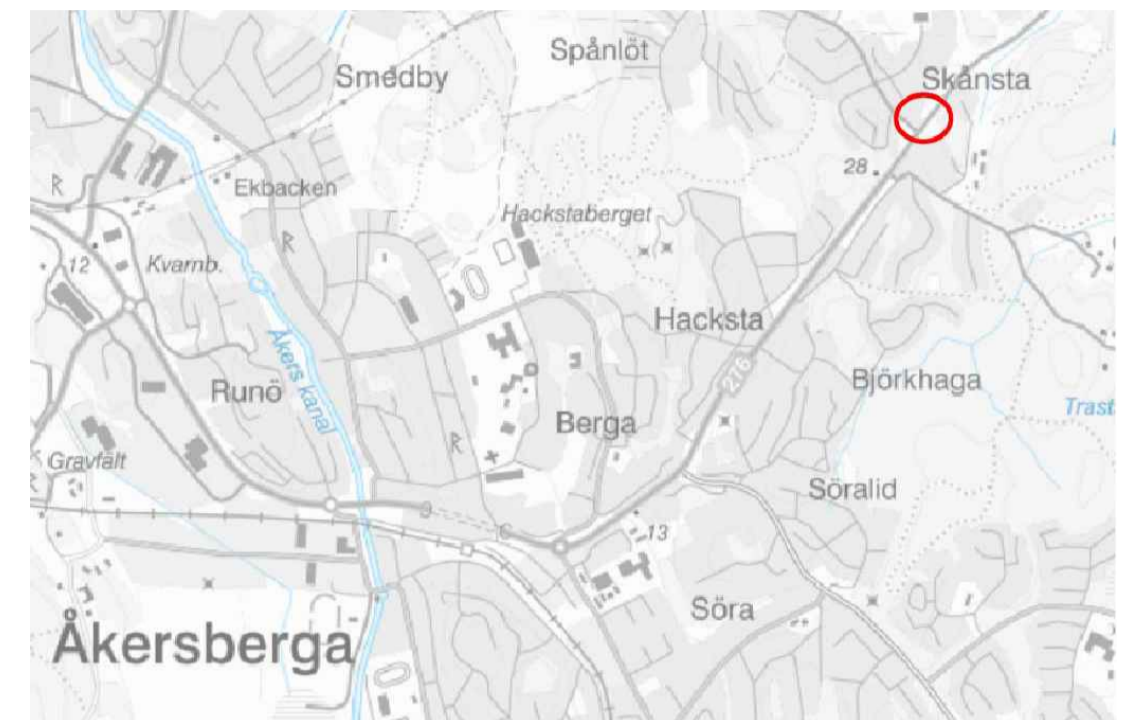 Spånlöt
Smedby
Skånsta
28
R
Ekbacken
Hackstaberget
R
12
Kvarnb.
Hacksta
Åkers kanal
276
Runö
Björkhaga
Trast
Berga
R
Gravfält
Söralid
13
Söra
Åkersberga